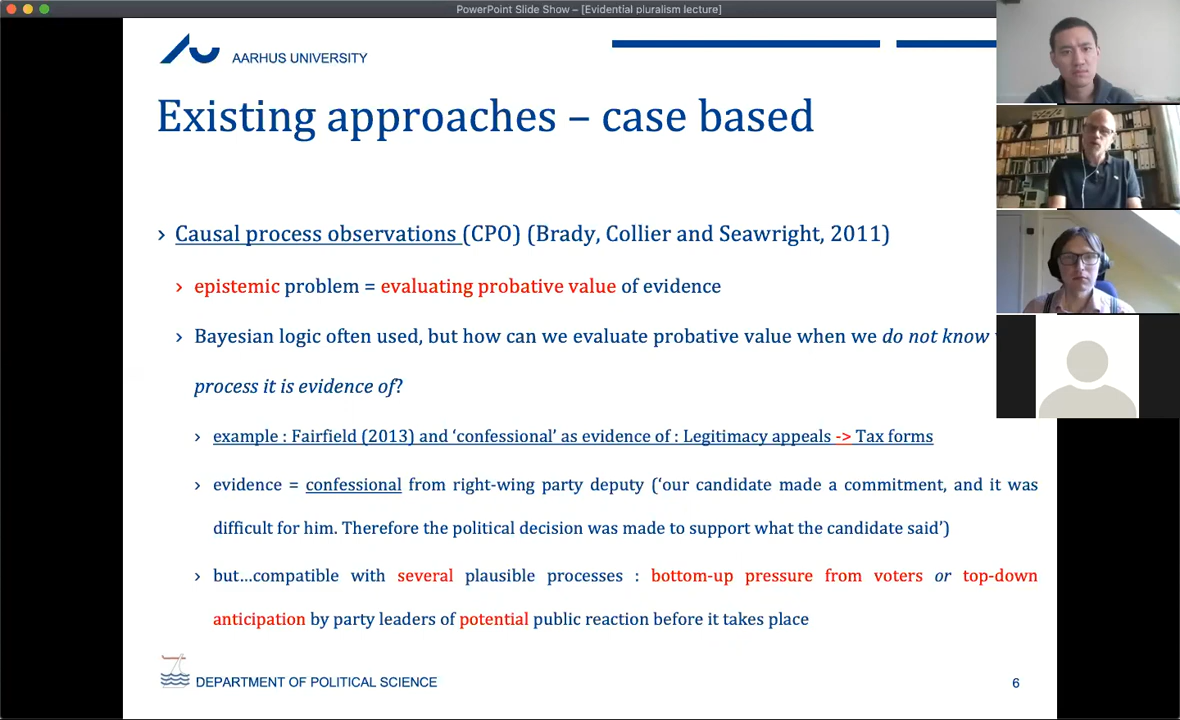 PowerPoint Slide Show – [Evidential pluralism lecture]
AARHUS UNIVERSITY
Existing approaches – case based
› Causal process observations (CPO) (Brady, Collier and Seawright, 2011)
› epistemic problem = evaluating probative value of evidence
› Bayesian logic often used, but how can we evaluate probative value when we do not know
process it is evidence of?
› example : Fairfield (2013) and ‘confessional’ as evidence of : Legitimacy appeals -> Tax forms
› evidence = confessional from right-wing party deputy (‘our candidate made a commitment, and it was
difficult for him. Therefore the political decision was made to support what the candidate said’)
› but…compatible with several plausible processes : bottom-up pressure from voters or top-down
anticipation by party leaders of potential public reaction before it takes place
DEPARTMENT OF POLITICAL SCIENCE
6